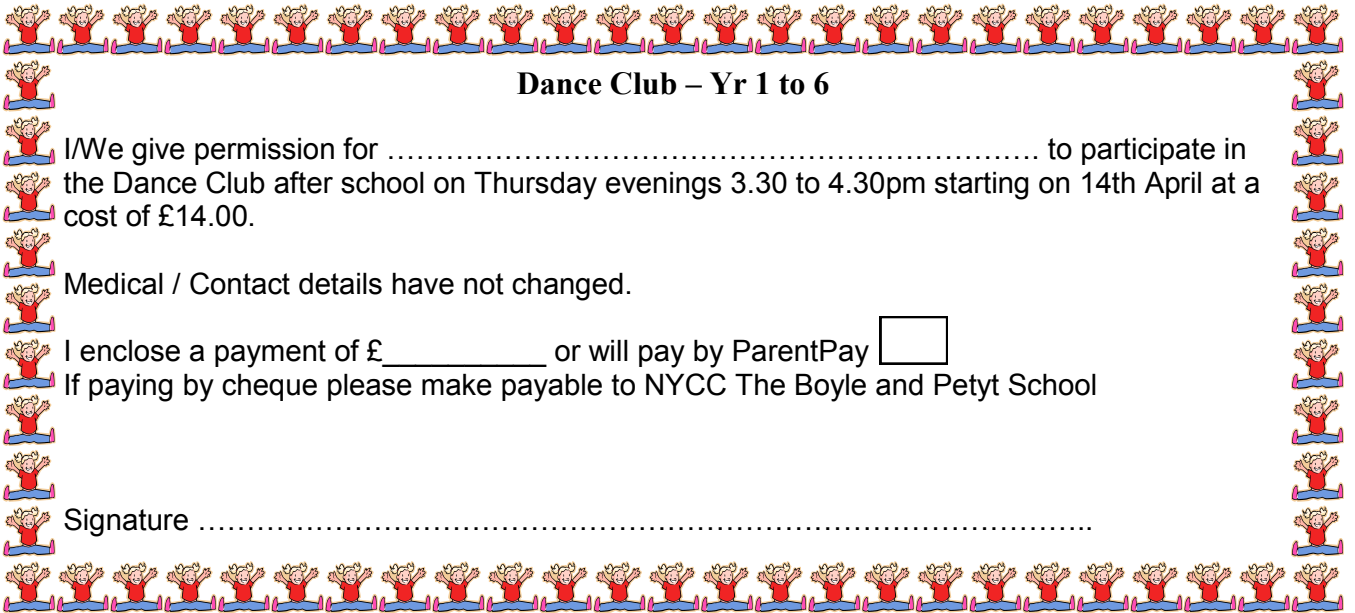 Dance Club – Yr 1 to 6
I/We give permission for …………………………………………………………. to participate in
the Dance Club after school on Thursday evenings 3.30 to 4.30pm starting on 14th April at a
cost of £14.00.
Medical / Contact details have not changed.
I enclose a payment of £__________ or will pay by ParentPay
If paying by cheque please make payable to NYCC The Boyle and Petyt School
Signature ………………………………………………………………………………..